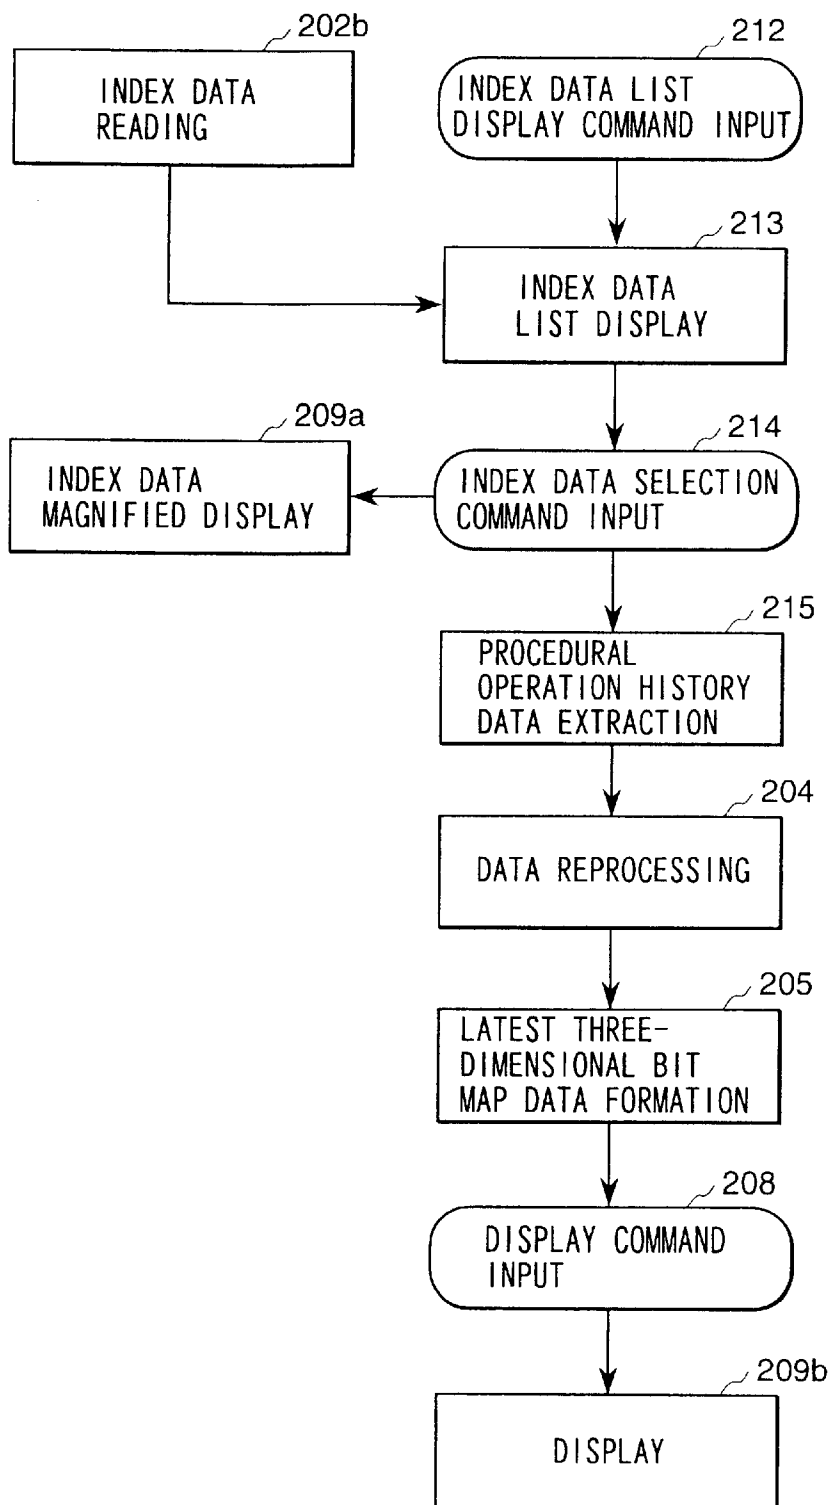 202b
INDEX DATA
READING
212
INDEX DATA LIST
DISPLAY COMMAND INPUT
213
INDEX DATA
LIST DISPLAY
209a
INDEX DATA
MAGNIFIED DISPLAY
214
INDEX DATA SELECTION
COMMAND INPUT
215
PROCEDURAL
OPERATION HISTORY
DATA EXTRACTION
204
DATA REPROCESSING
205
LATEST THREE-
DIMENSIONAL BIT
MAP DATA FORMATION
208
DISPLAY COMMAND
INPUT
209b
DISPLAY